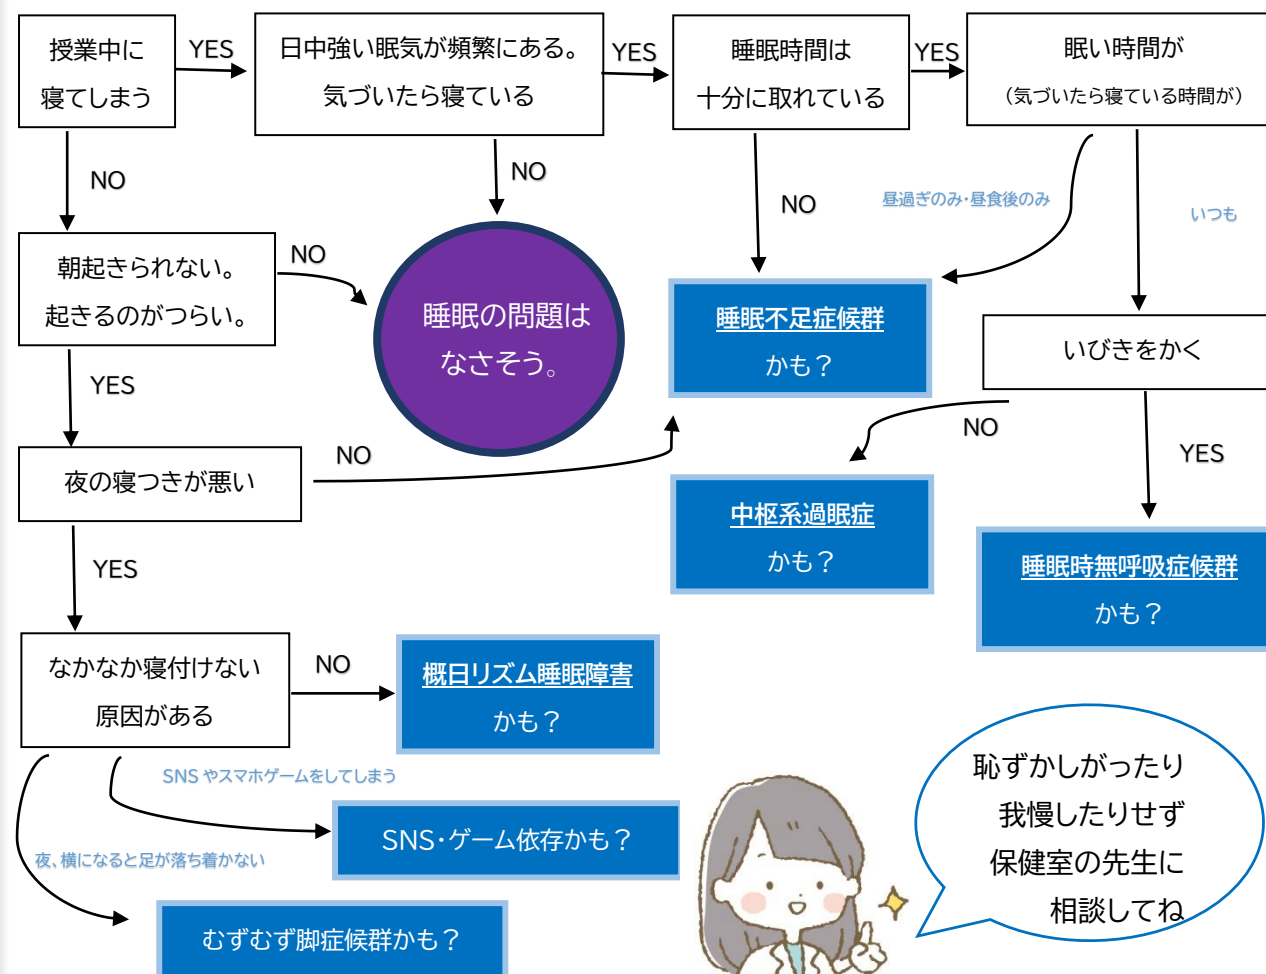 授業中に
寝てしまう
YES
日中強い眠気が頻繁にある。
気づいたら寝ている
YES
睡眠時間は
十分に取れている
YES
眠い時間が
（気づいたら寝ている時間が）
NO
NO
NO
昼過ぎのみ・昼食後のみ
いつも
朝起きられない。
起きるのがつらい。
NO
睡眠の問題は
なさそう。
睡眠不足症候群
かも？
いびきをかく
YES
NO
YES
夜の寝つきが悪い
NO
中枢系過眠症
かも？
睡眠時無呼吸症候群
かも？
YES
なかなか寝付けない
原因がある
NO
概日リズム睡眠障害
かも？
SNSやスマホゲームをしてしまう
SNS・ゲーム依存かも？
夜、横になると足が落ち着かない
むずむず脚症候群かも？
恥ずかしがったり
我慢したりせず
保健室の先生に
相談してね